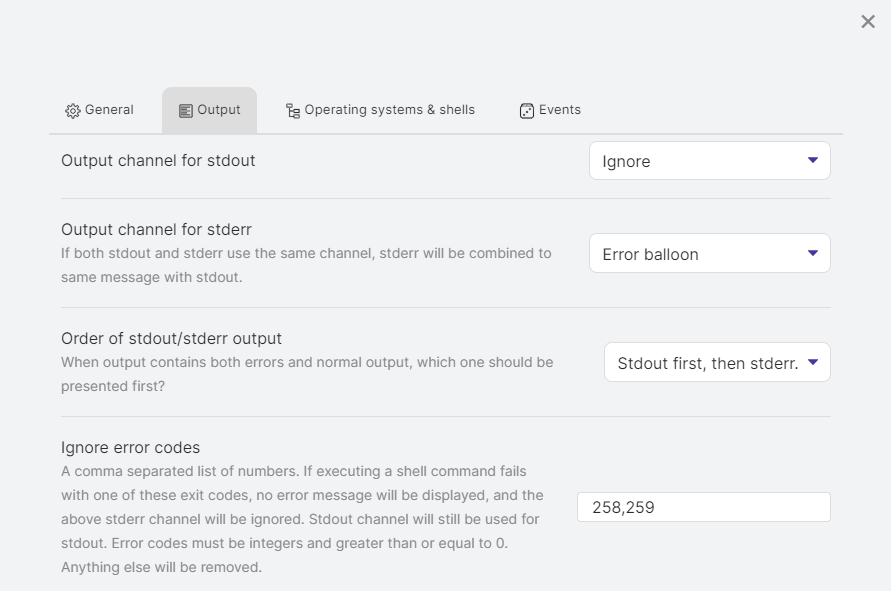 General Output Operating systems & shells Events
Output channel for stdout
Ignore
Output channel for stderr
If both stdout and stderr use the same channel, stderr will be combined to
same message with stdout.
Error balloon
Order of stdout/stderr output
When output contains both errors and normal output, which one should be
presented first?
Stdout first, then stderr.
Ignore error codes
A comma separated list of numbers. If executing a shell command fails
with one of these exit codes, no error message will be displayed, and the
above stderr channel will be ignored. Stdout channel will still be used for
stdout. Error codes must be integers and greater than or equal to 0.
Anything else will be removed.
258,259